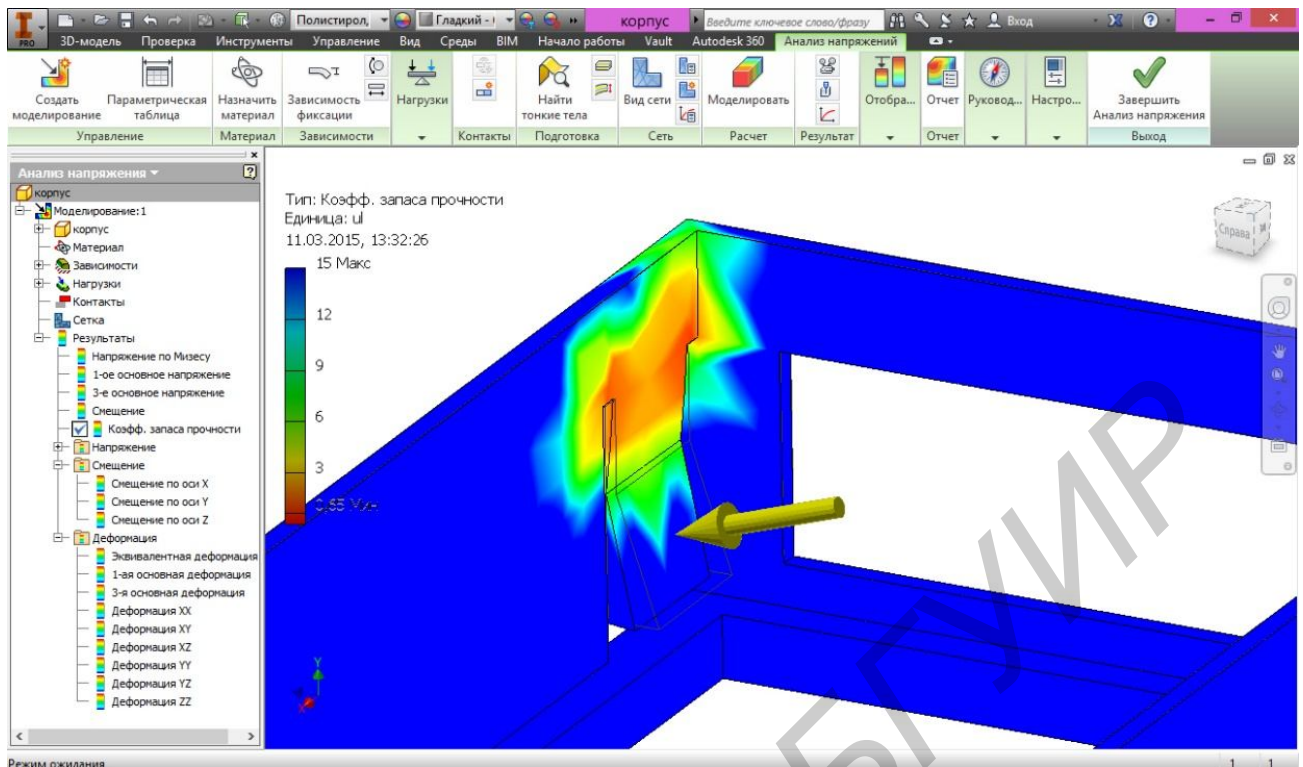 PRO
Полистирол,
Гладкий -
корпус
Введите ключевое слово/фразу
Вход
3D-модель Проверка Инструменты Управление Вид Среды BIM Начало работы Vault Autodesk 360 Анализ напряжений
Создать моделирование
Параметрическая таблица
Назначить материал
Зависимость фиксации
Нагрузки
Найти тонкие тела
Вид сети
Моделировать
Отобра...
Отчет
Руковод...
Настро...
Завершить Анализ напряжения
Управление Материал Зависимости Контакты Подготовка Сеть Расчет Результат Отчет Выход
Анализ напряжения
корпус
Моделирование:1
корпус
Материал
Зависимости
Нагрузки
Контакты
Сетка
Результаты
Напряжение по Мизесу
1-ое основное напряжение
3-е основное напряжение
Смещение
Коэфф. запаса прочности
Напряжение
Смещение
Смещение по оси X
Смещение по оси Y
Смещение по оси Z
Деформация
Эквивалентная деформация
1-ая основная деформация
3-я основная деформация
Деформация XX
Деформация XY
Деформация XZ
Деформация YY
Деформация YZ
Деформация ZZ
Тип: Коэфф. запаса прочности
Единица: ul
11.03.2015, 13:32:26
15 Макс
12
9
6
3
0,65 Мин
Справа
Y
БГУИР
Режим ожидания
1 1